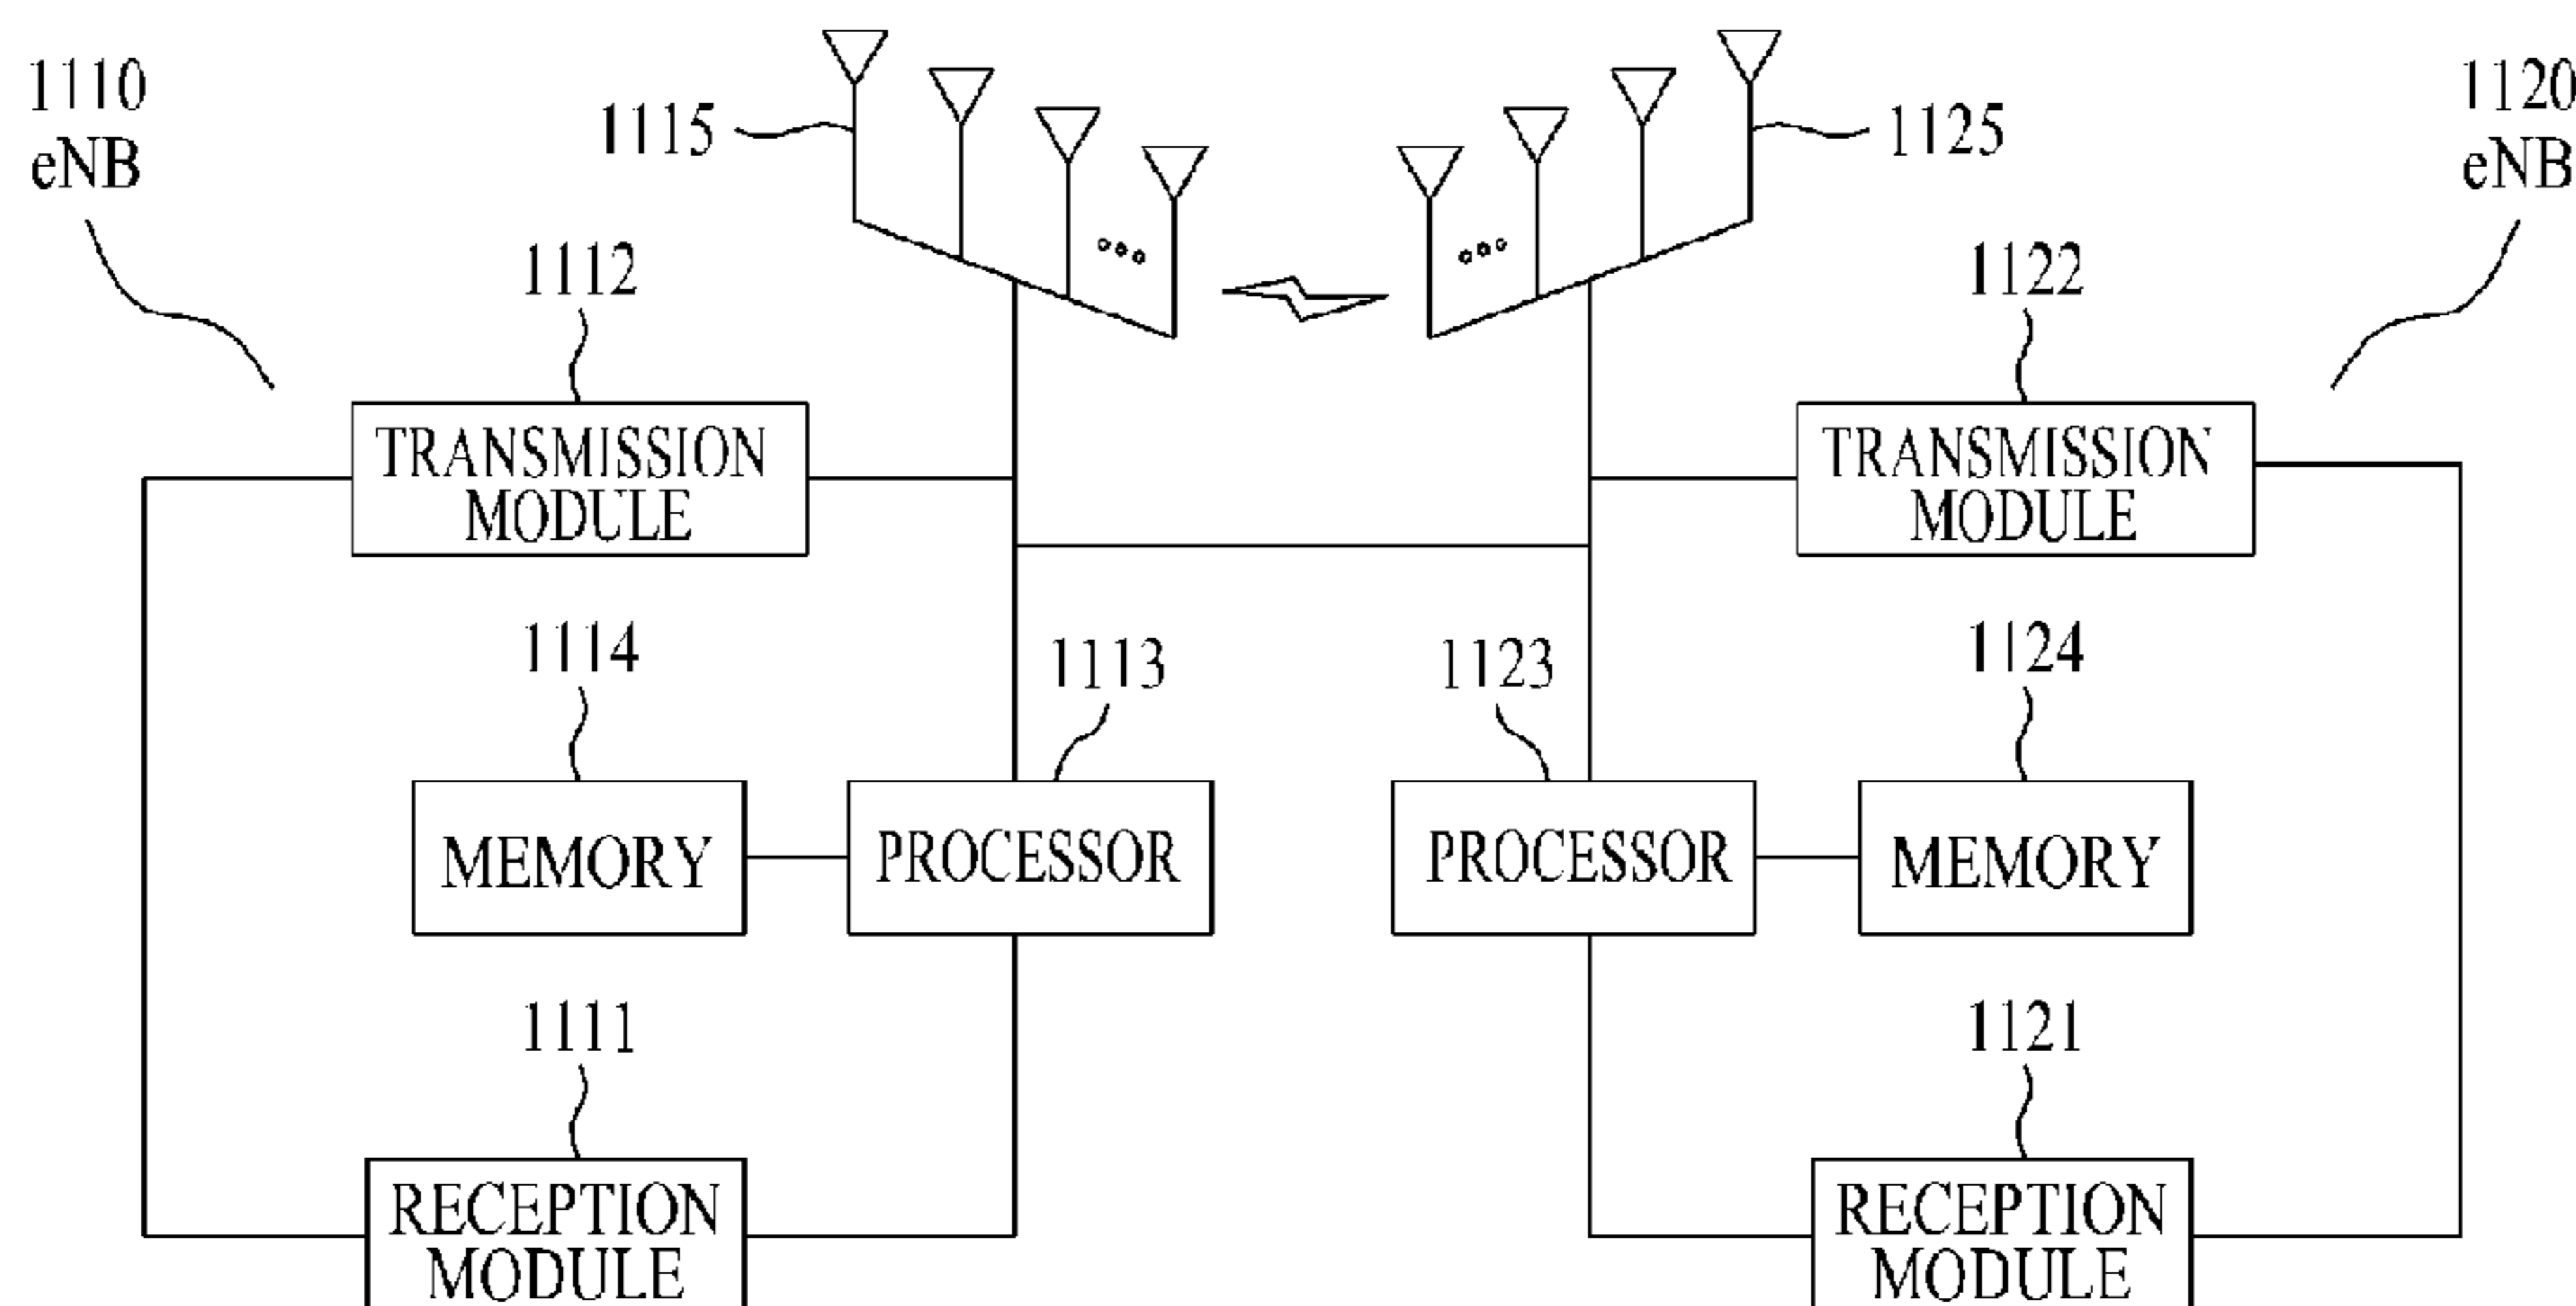 1110
eNB
1115
1125
1120
eNB
1112
1122
TRANSMISSION
MODULE
TRANSMISSION
MODULE
1114
1113
1123
1124
MEMORY
PROCESSOR
PROCESSOR
MEMORY
1111
1121
RECEPTION
MODULE
RECEPTION
MODULE